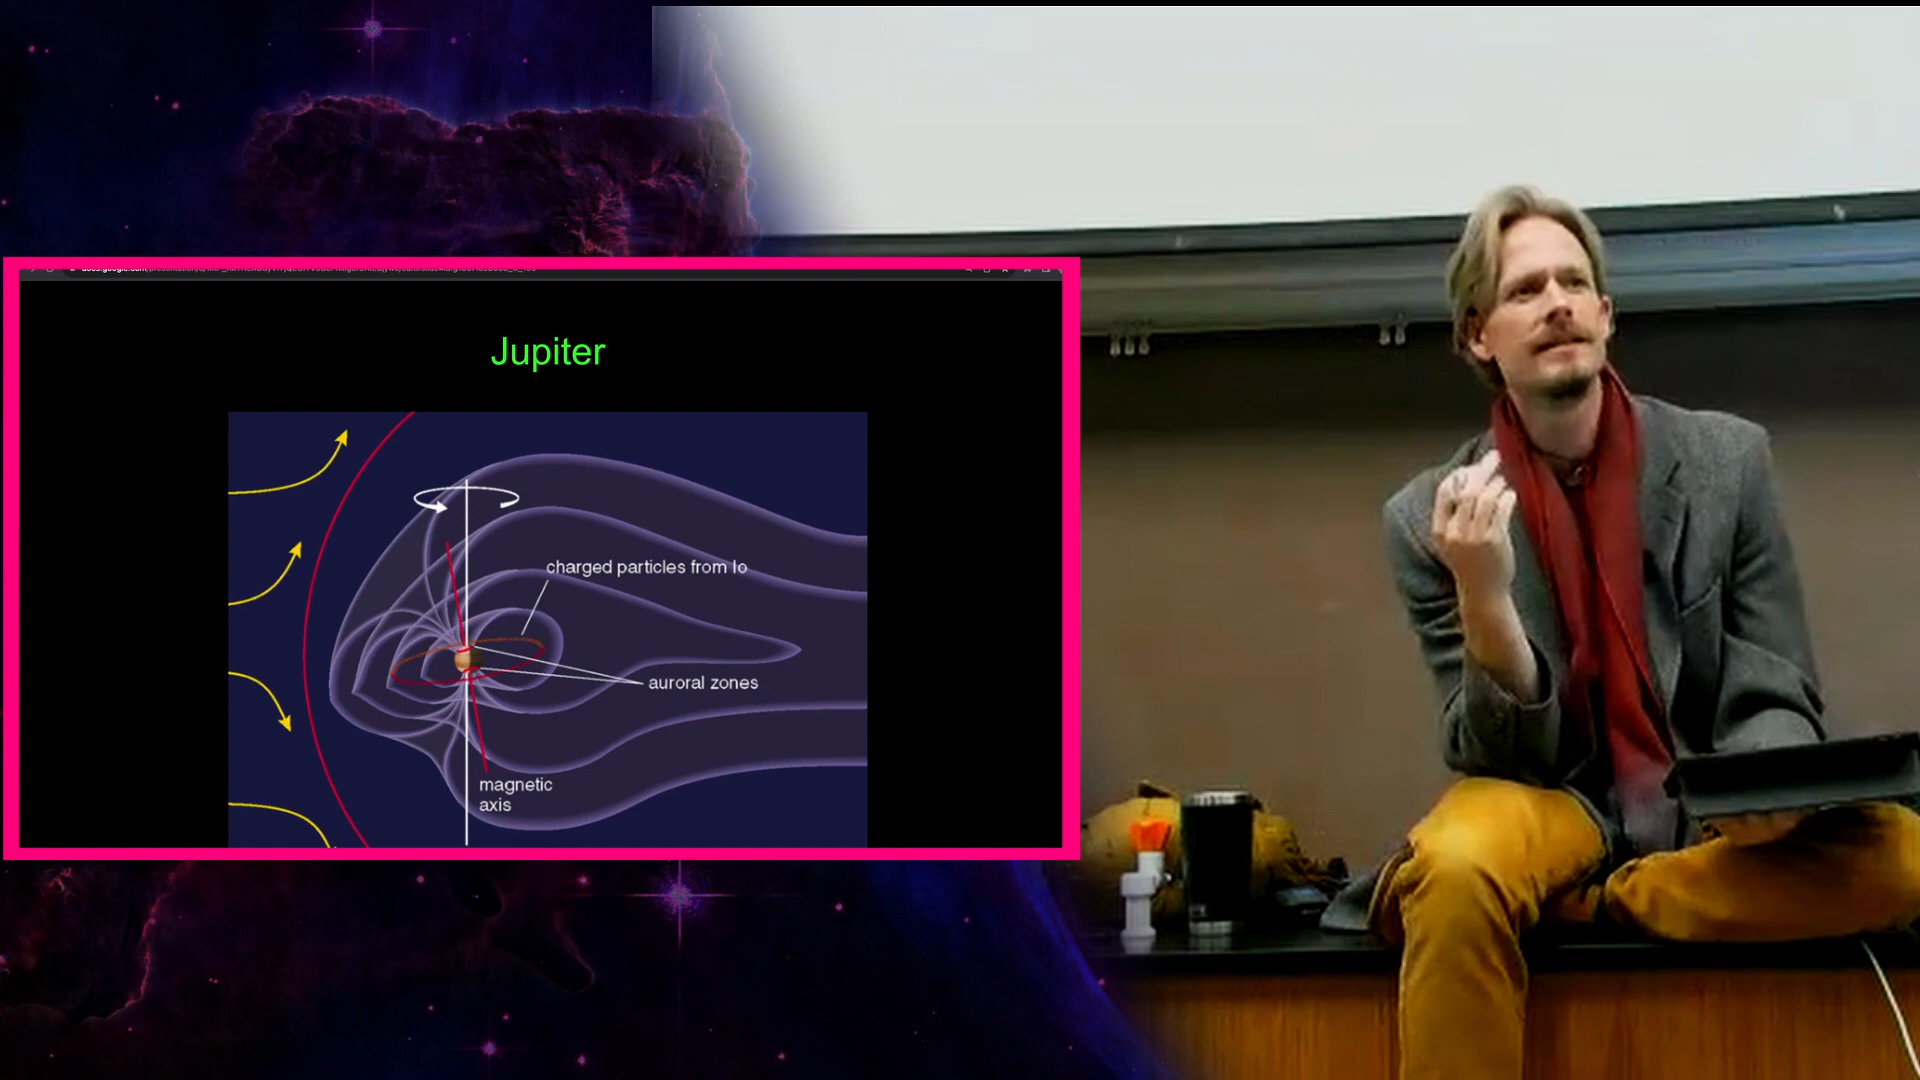 Jupiter
charged particles from Io
auroral zones
magnetic
axis